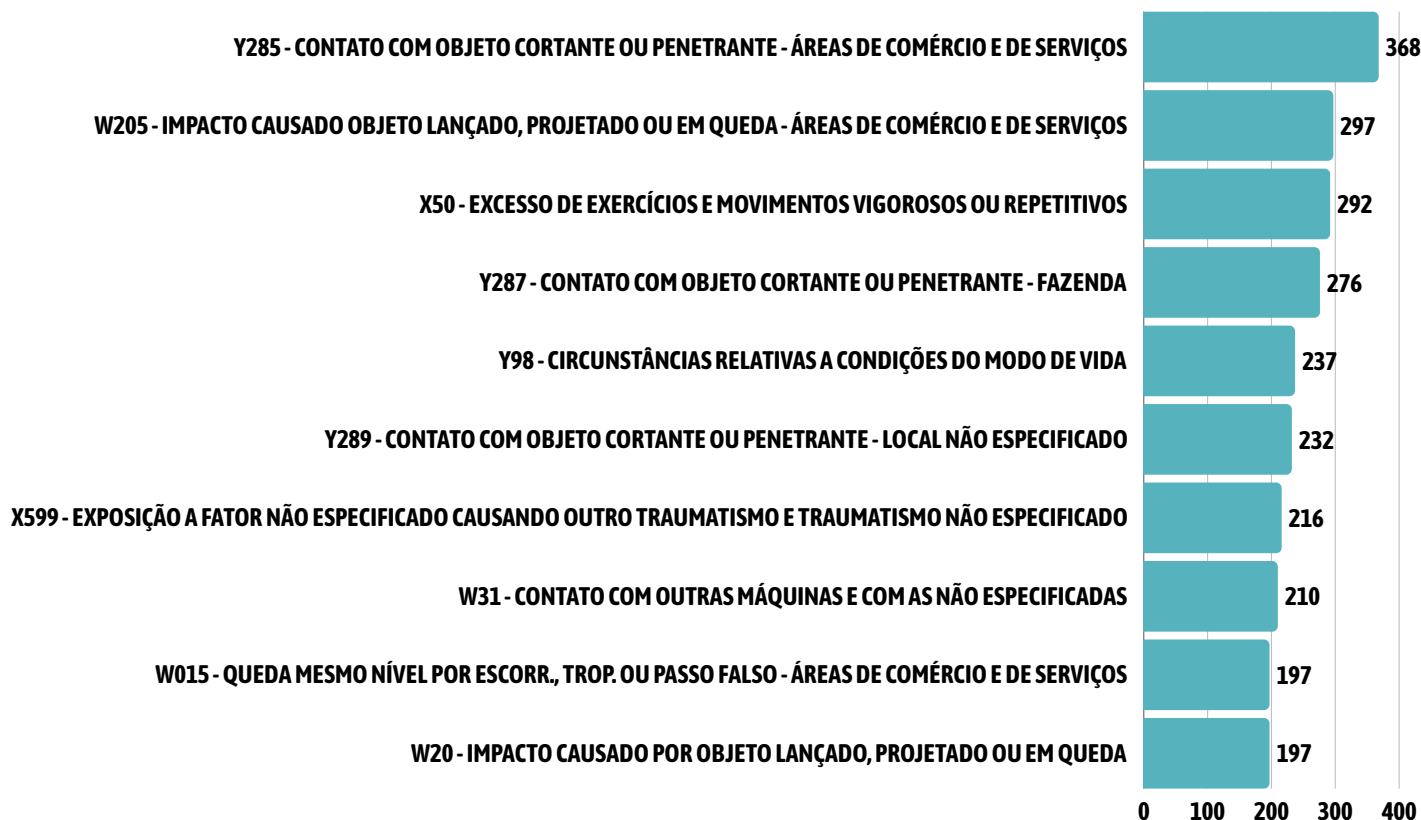 Y285 - CONTATO COM OBJETO CORTANTE OU PENETRANTE - ÁREAS DE COMÉRCIO E DE SERVIÇOS 368
W205 - IMPACTO CAUSADO OBJETO LANÇADO, PROJETADO OU EM QUEDA - ÁREAS DE COMÉRCIO E DE SERVIÇOS 297
X50 - EXCESSO DE EXERCÍCIOS E MOVIMENTOS VIGOROSOS OU REPETITIVOS 292
Y287 - CONTATO COM OBJETO CORTANTE OU PENETRANTE - FAZENDA 276
Y98 - CIRCUNSTÂNCIAS RELATIVAS A CONDIÇÕES DO MODO DE VIDA 237
Y289 - CONTATO COM OBJETO CORTANTE OU PENETRANTE - LOCAL NÃO ESPECIFICADO 232
X599 - EXPOSIÇÃO A FATOR NÃO ESPECIFICADO CAUSANDO OUTRO TRAUMATISMO E TRAUMATISMO NÃO ESPECIFICADO 216
W31 - CONTATO COM OUTRAS MÁQUINAS E COM AS NÃO ESPECIFICADAS 210
W015 - QUEDA MESMO NÍVEL POR ESCORR., TROP. OU PASSO FALSO - ÁREAS DE COMÉRCIO E DE SERVIÇOS 197
W20 - IMPACTO CAUSADO POR OBJETO LANÇADO, PROJETADO OU EM QUEDA 197
0 100 200 300 400